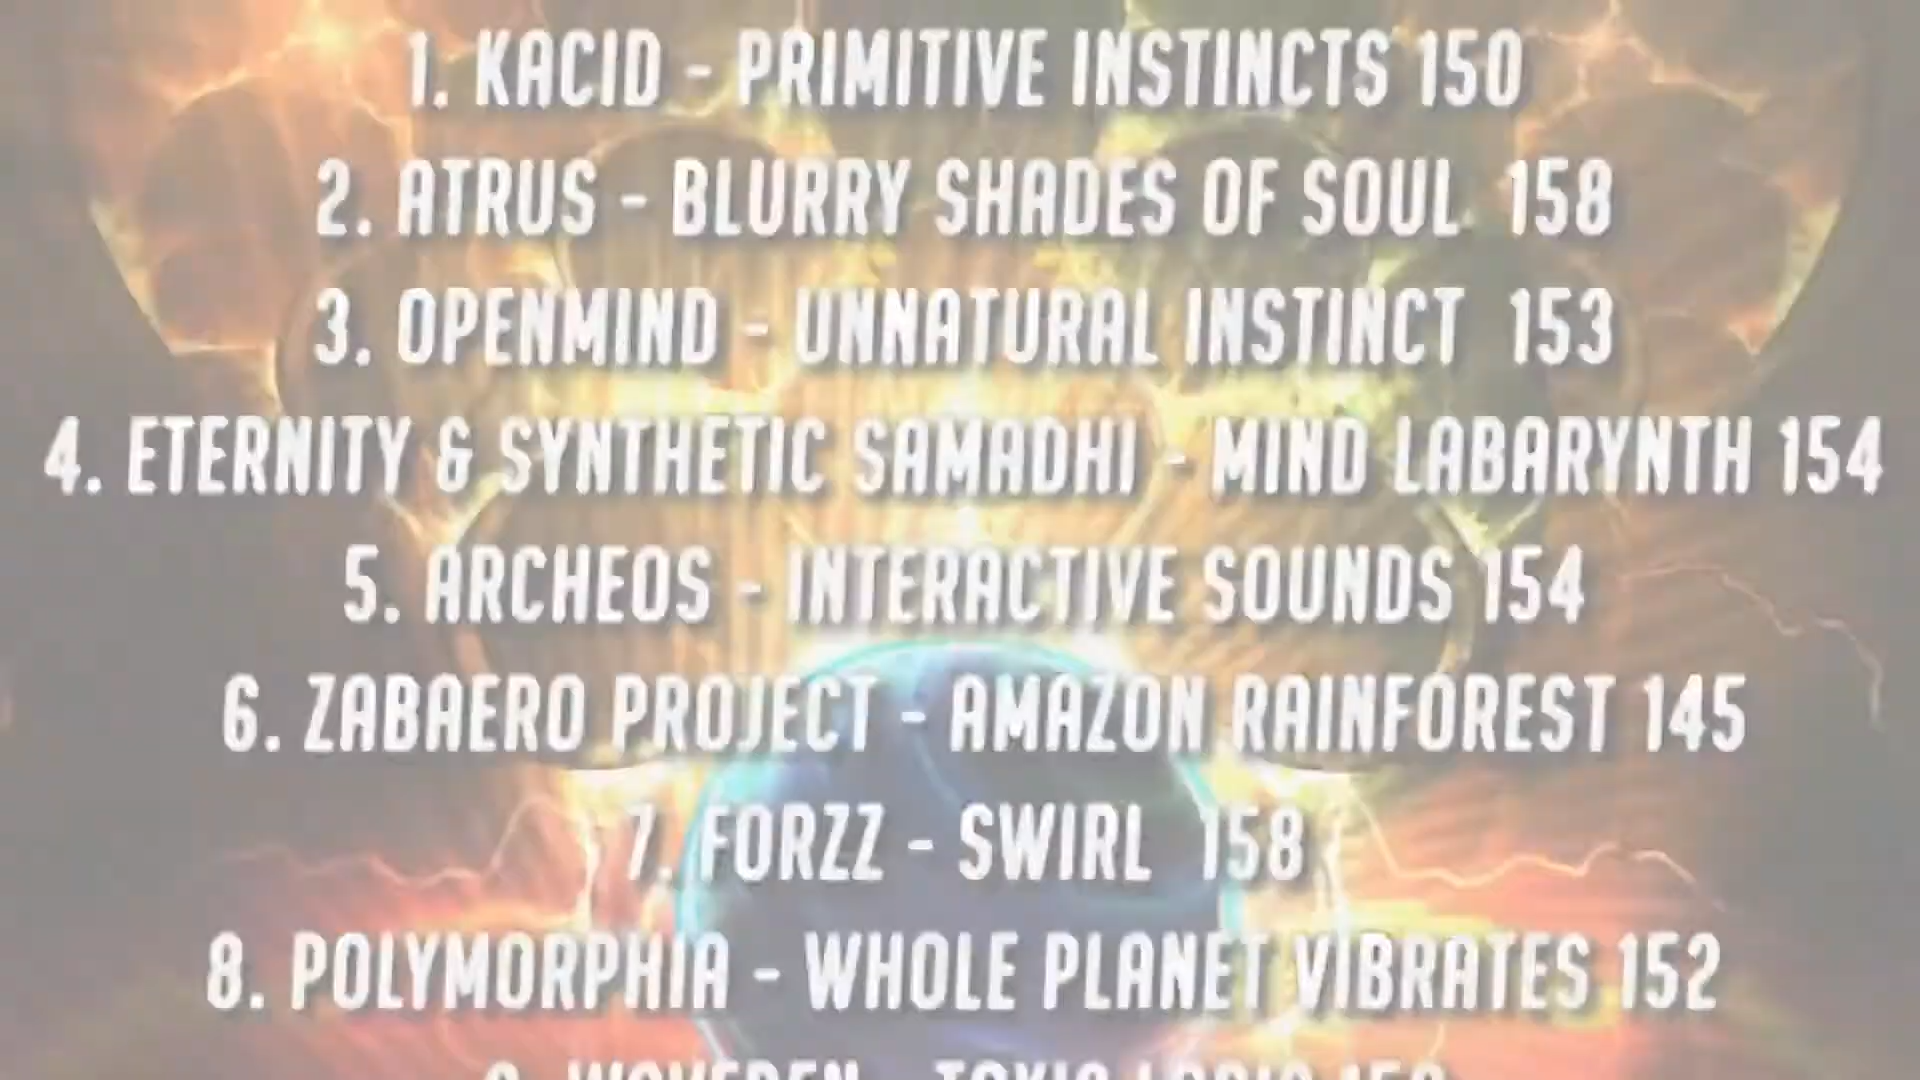 1. KACID - PRIMITIVE INSTINCTS 150
2. ATRUS - BLURRY SHADES OF SOUL 158
3. OPENMIND - UNNATURAL INSTINCT 153
4. ETERNITY & SYNTHETIC SAMADHI - MIND LABARYNTH 154
5. ARCHEOS - INTERACTIVE SOUNDS 154
6. ZABAERO PROJECT - AMAZON RAINFOREST 145
7. FORZZ - SWIRL 158
8. POLYMORPHIA - WHOLE PLANET VIBRATES 152